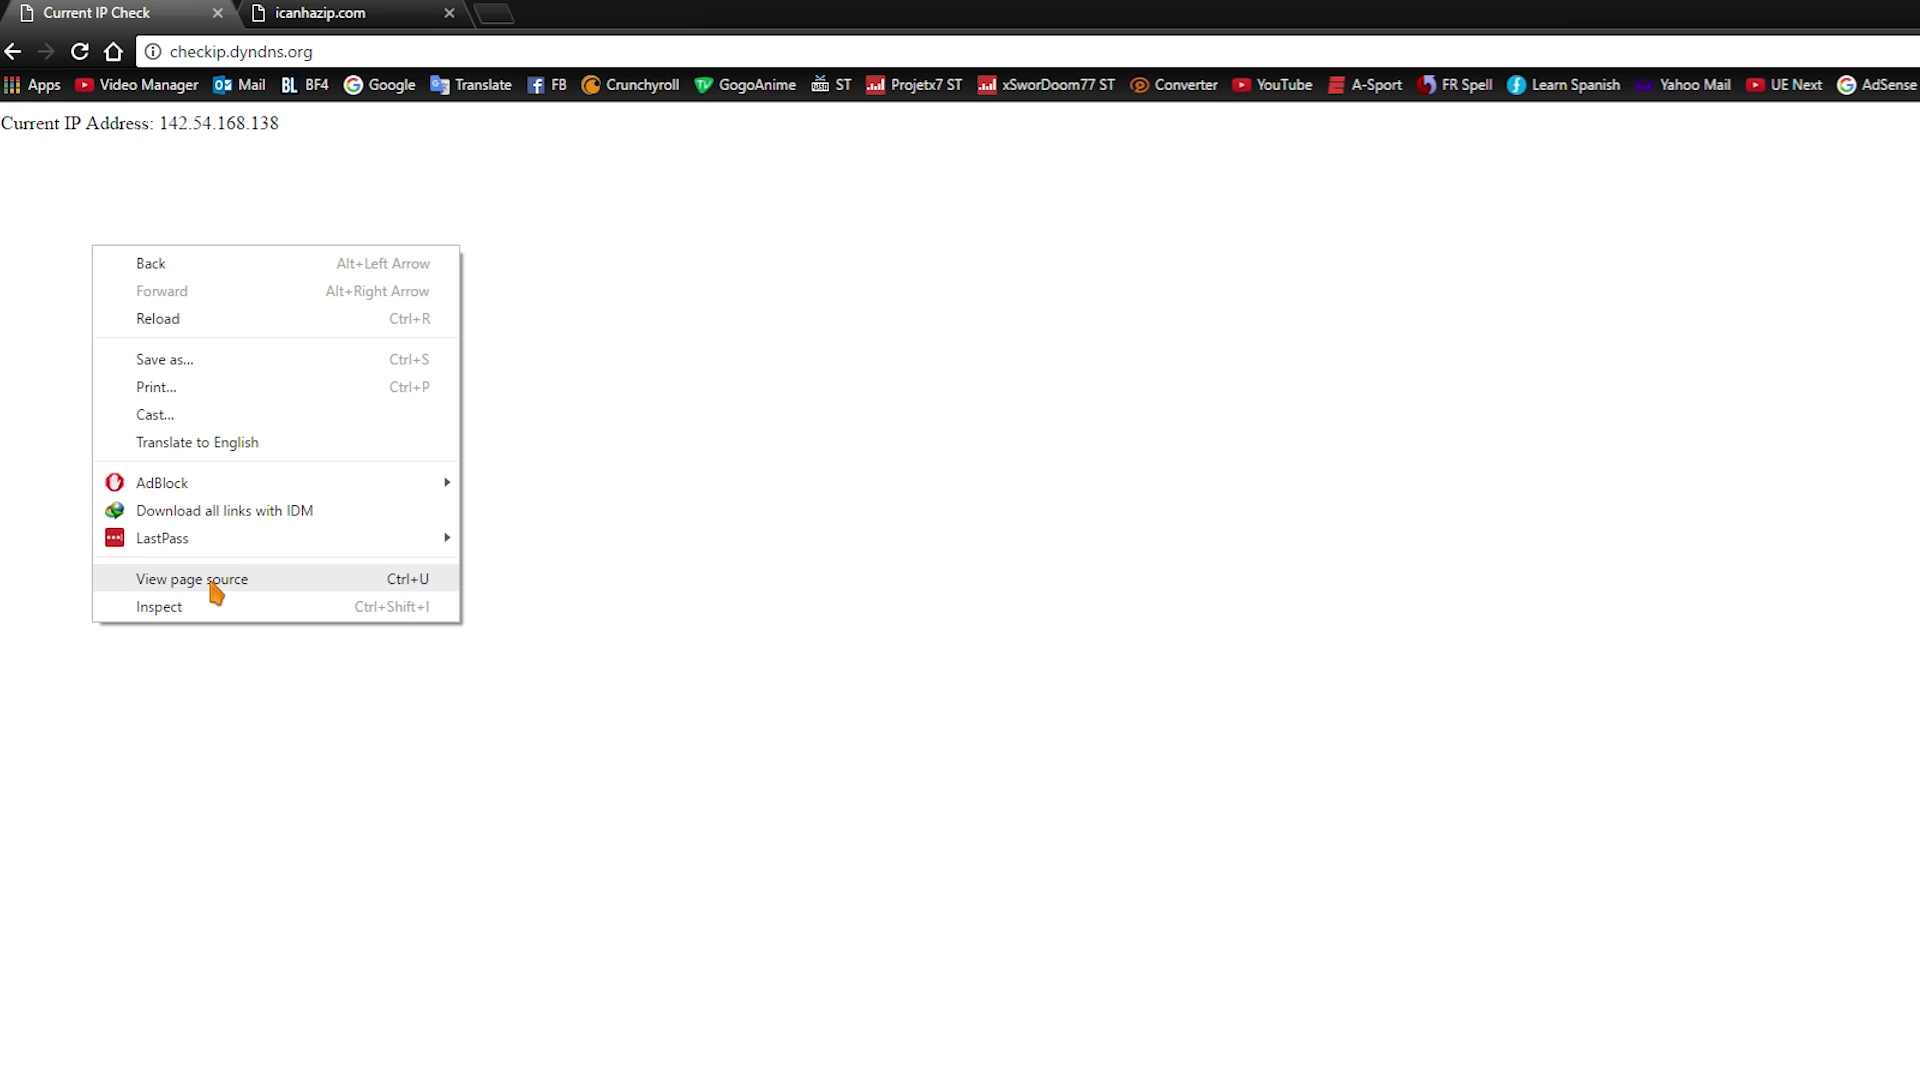 Current IP Check
icanhazip.com
checkip.dyndns.org
Apps Video Manager Mail BL BF4 Google Translate FB Crunchyroll GogoAnime ST Projetx7 ST xSworDoom77 ST Converter YouTube A-Sport FR Spell Learn Spanish Yahoo Mail UE Next AdSense
Current IP Address: 142.54.168.138
Back Alt+Left Arrow
Forward Alt+Right Arrow
Reload Ctrl+R
Save as... Ctrl+S
Print... Ctrl+P
Cast...
Translate to English
AdBlock
Download all links with IDM
LastPass
View page source Ctrl+U
Inspect Ctrl+Shift+I